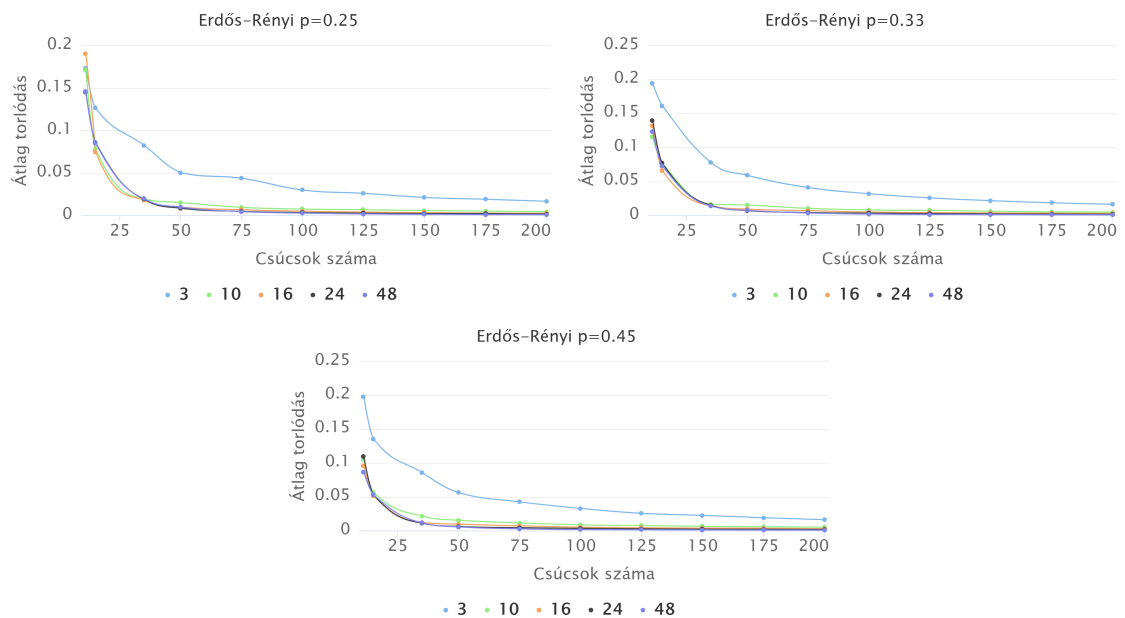 Erdős-Rényi p=0.25
Átlag torlódás
0.2
0.15
0.1
0.05
0
25 50 75 100 125 150 175 200
Csúcsok száma
3 10 16 24 48
Erdős-Rényi p=0.33
Átlag torlódás
0.25
0.2
0.15
0.1
0.05
0
25 50 75 100 125 150 175 200
Csúcsok száma
3 10 16 24 48
Erdős-Rényi p=0.45
Átlag torlódás
0.25
0.2
0.15
0.1
0.05
0
25 50 75 100 125 150 175 200
Csúcsok száma
3 10 16 24 48